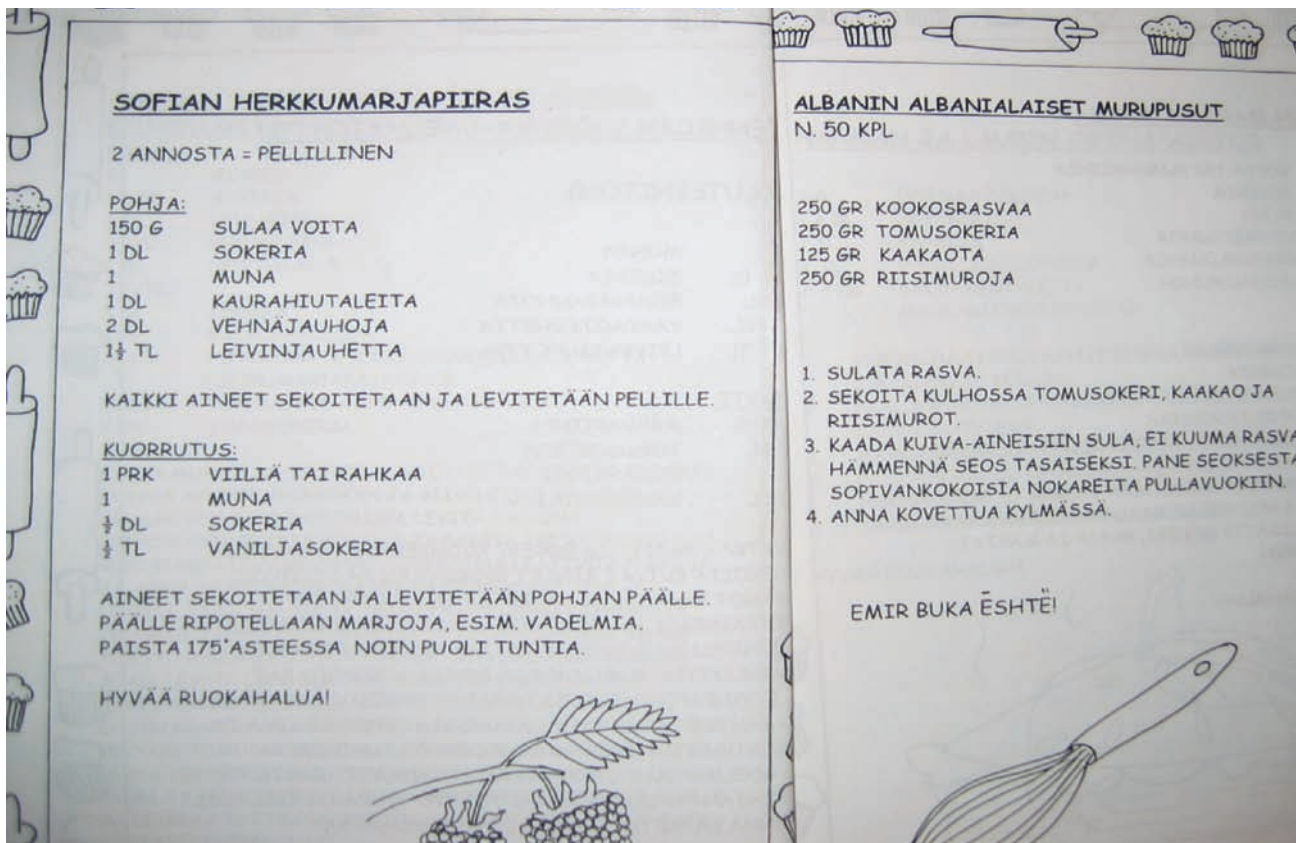 SOFIAN HERKKUMARJAPIIRAS
2 ANNOSTA = PELLILLINEN
POHJA:
150 G SULAA VOITA
1 DL SOKERIA
1 MUNA
1 DL KAURAHIUTALEITA
2 DL VEHNÄJAUHOJA
1½ TL LEIVINJAUHETTA
KAIKKI AINEET SEKOITETAAN JA LEVITETÄÄN PELLILLE.
KUORRUTUS:
1 PRK VIILIÄ TAI RAHKAA
1 MUNA
½ DL SOKERIA
½ TL VANILJASOKERIA
AINEET SEKOITETAAN JA LEVITETÄÄN POHJAN PÄÄLLE.
PÄÄLLE RIPOTELLAAN MARJOJA, ESIM. VADELMIA.
PAISTA 175°ASTEESSA NOIN PUOLI TUNTIA.
HYVÄÄ RUOKAHALUA!
ALBANIN ALBANIALAISET MURUPUSUT
N. 50 KPL
250 GR KOOKOSRASVAA
250 GR TOMUSOKERIA
125 GR KAAKAOTA
250 GR RIISIMUROJA
1. SULATA RASVA.
2. SEKOITA KULHOSSA TOMUSOKERI, KAAKAO JA
RIISIMUROT.
3. KAADA KUIVA-AINEISIIN SULA, EI KUUMA RASVA
HÄMMENNÄ SEOS TASAISEKSI. PANE SEOKSESTA
SOPIVANKOKOISIA NOKAREITA PULLAVUOKIIN.
4. ANNA KOVETTUA KYLMÄSSÄ.
EMIR BUKA ËSHTË!